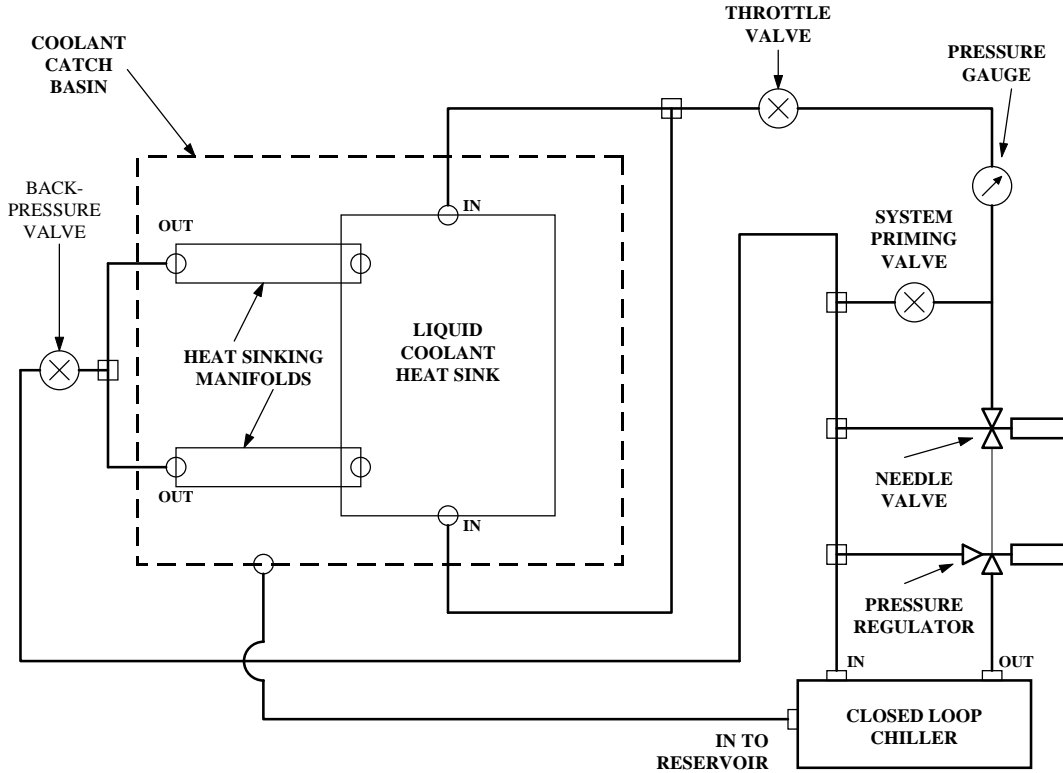 THROTTLE
VALVE
COOLANT
CATCH
BASIN
PRESSURE
GAUGE
BACK-
PRESSURE
VALVE
OUT
IN
SYSTEM
PRIMING
VALVE
HEAT SINKING
MANIFOLDS
LIQUID
COOLANT
HEAT SINK
OUT
IN
NEEDLE
VALVE
PRESSURE
REGULATOR
IN
OUT
CLOSED LOOP
CHILLER
IN TO
RESERVOIR